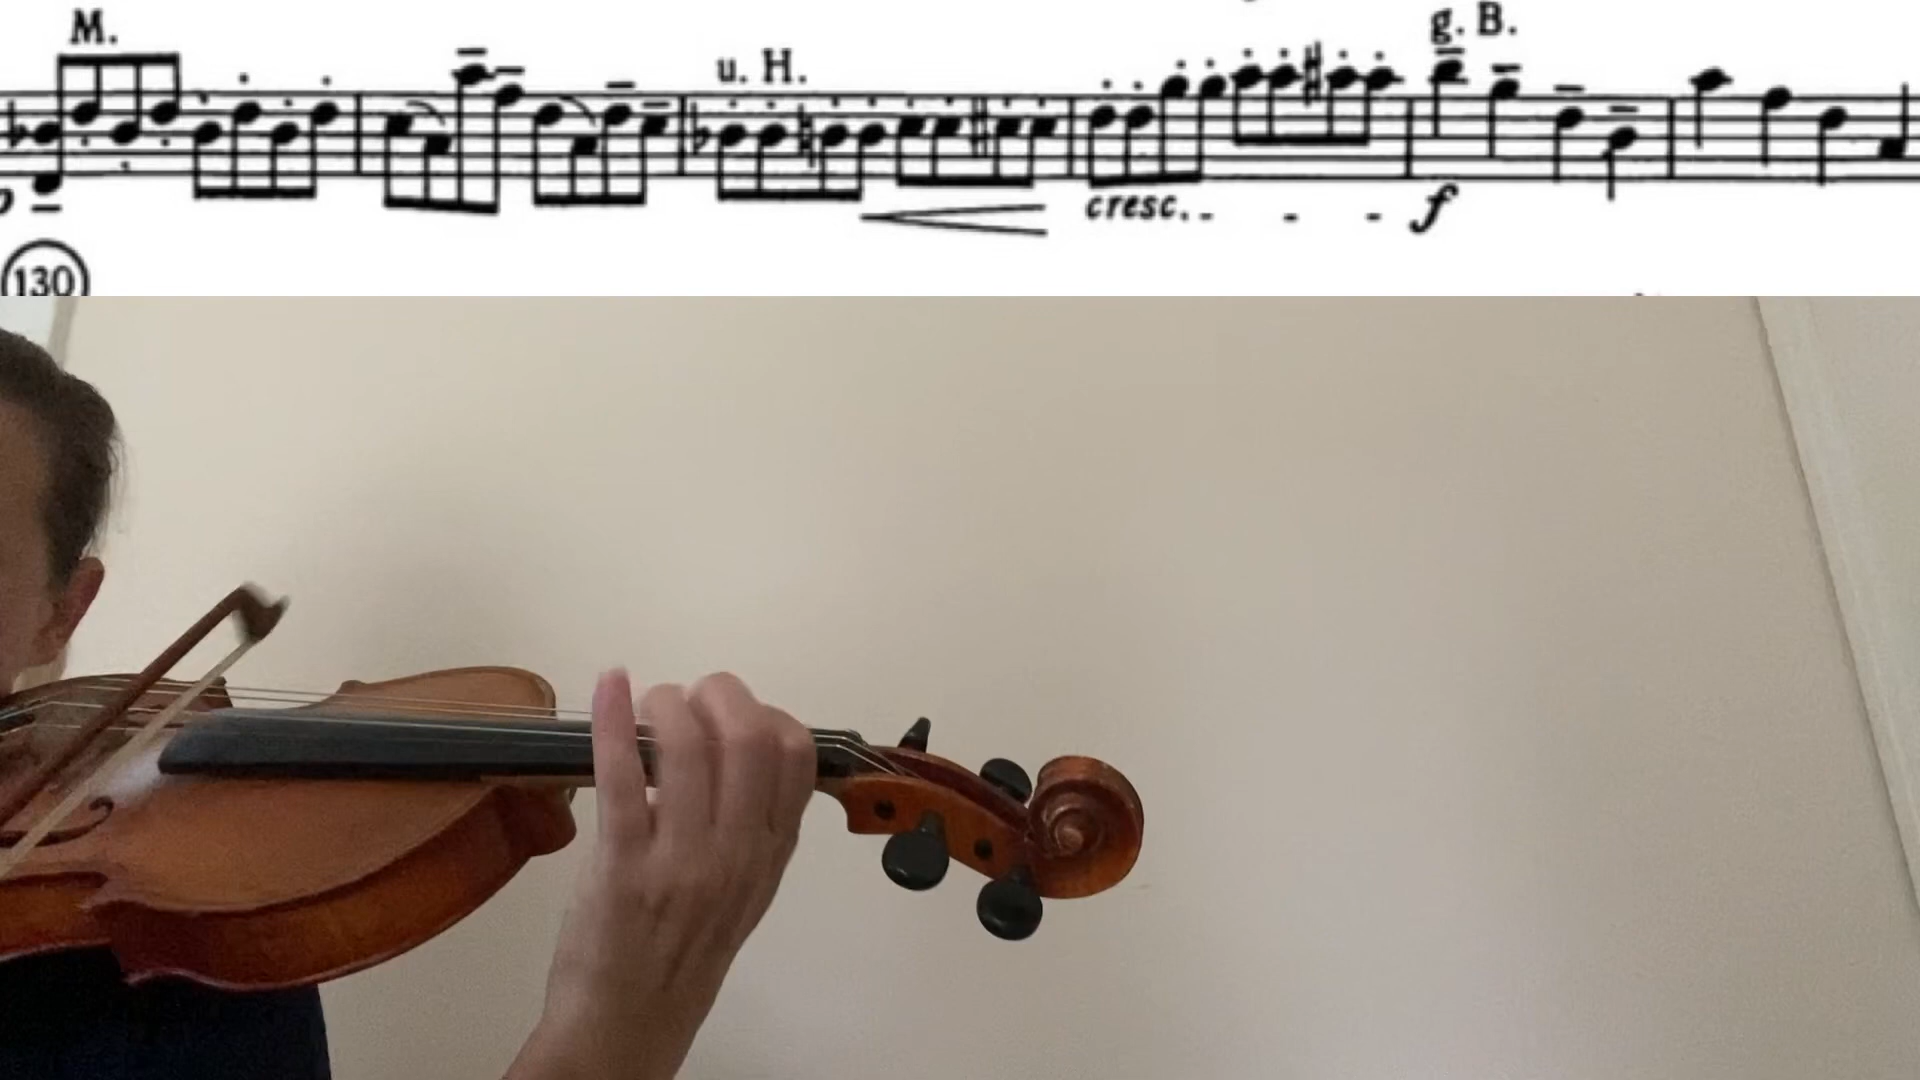 M.
u. H.
g. B.
cresc. - - - f
130